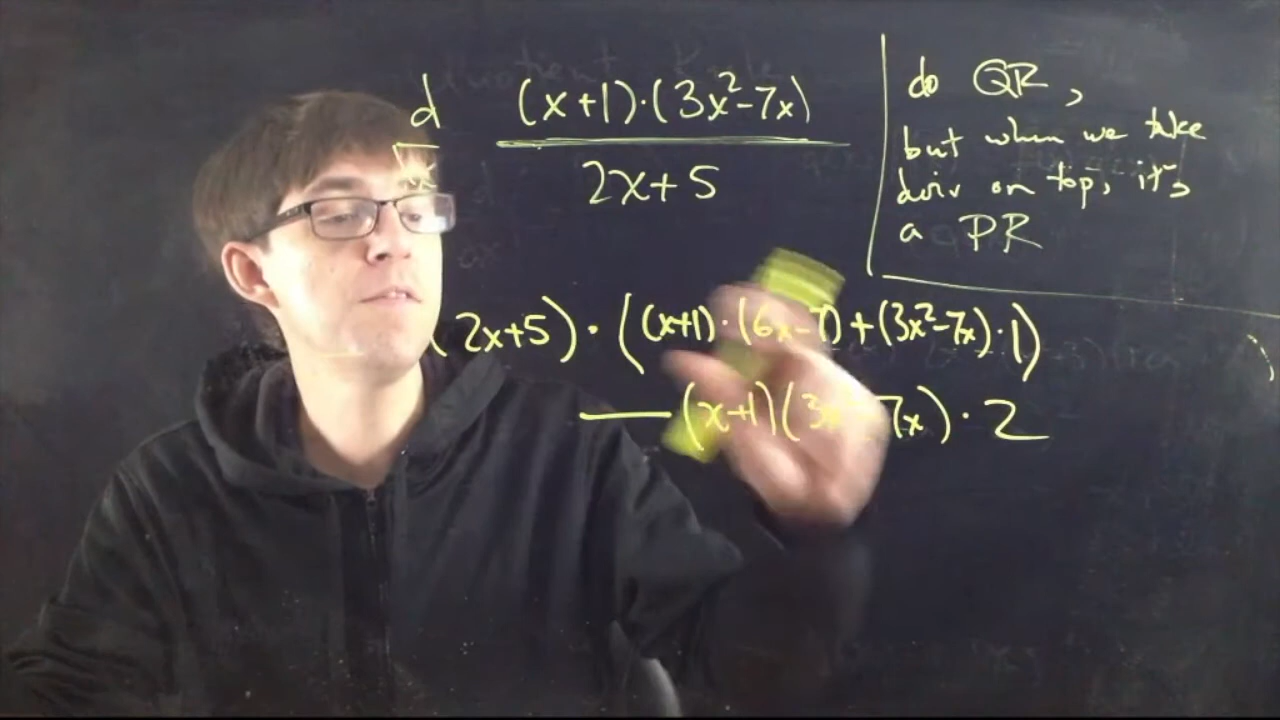 d/dx (x+1)·(3x²-7x)
2x+5
do QR,
but when we take
deriv on top, it's
a PR
(2x+5)·((x+1)·(6x-7)+(3x²-7x)·1)
—(x+1)(3x²-7x)·2